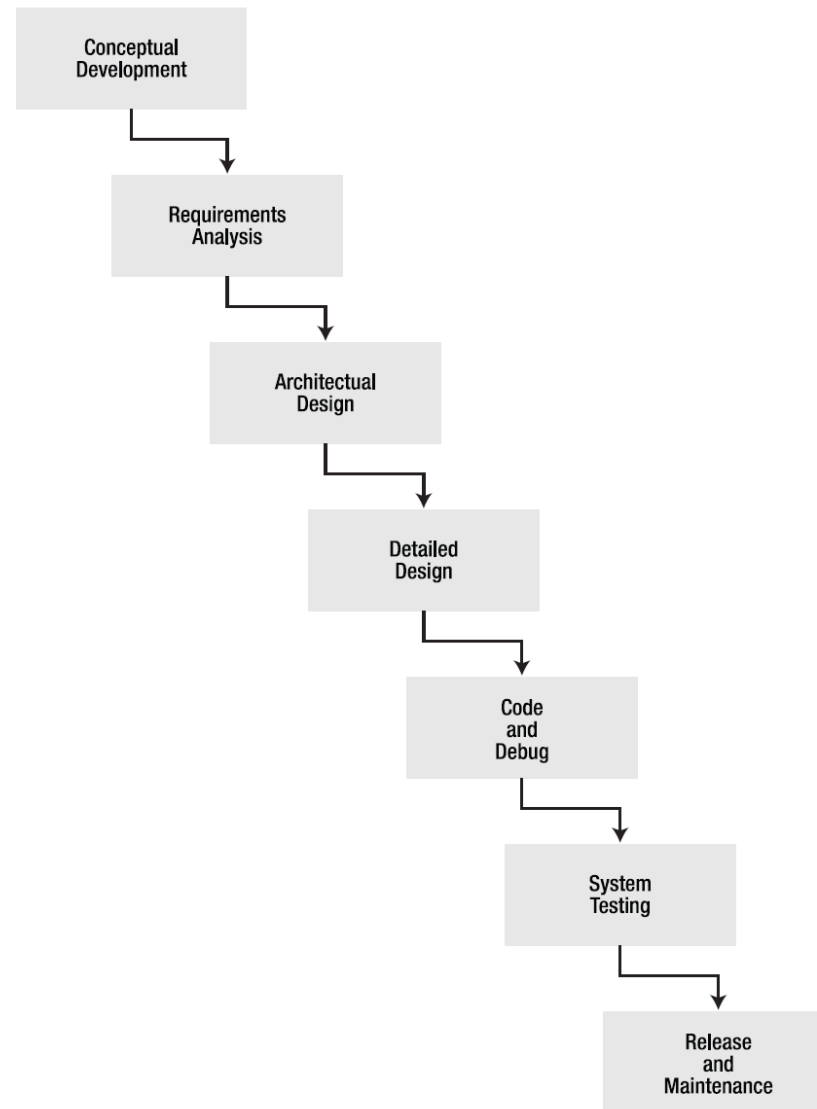 Conceptual
Development
Requirements
Analysis
Architectual
Design
Detailed
Design
Code
and
Debug
System
Testing
Release
and
Maintenance